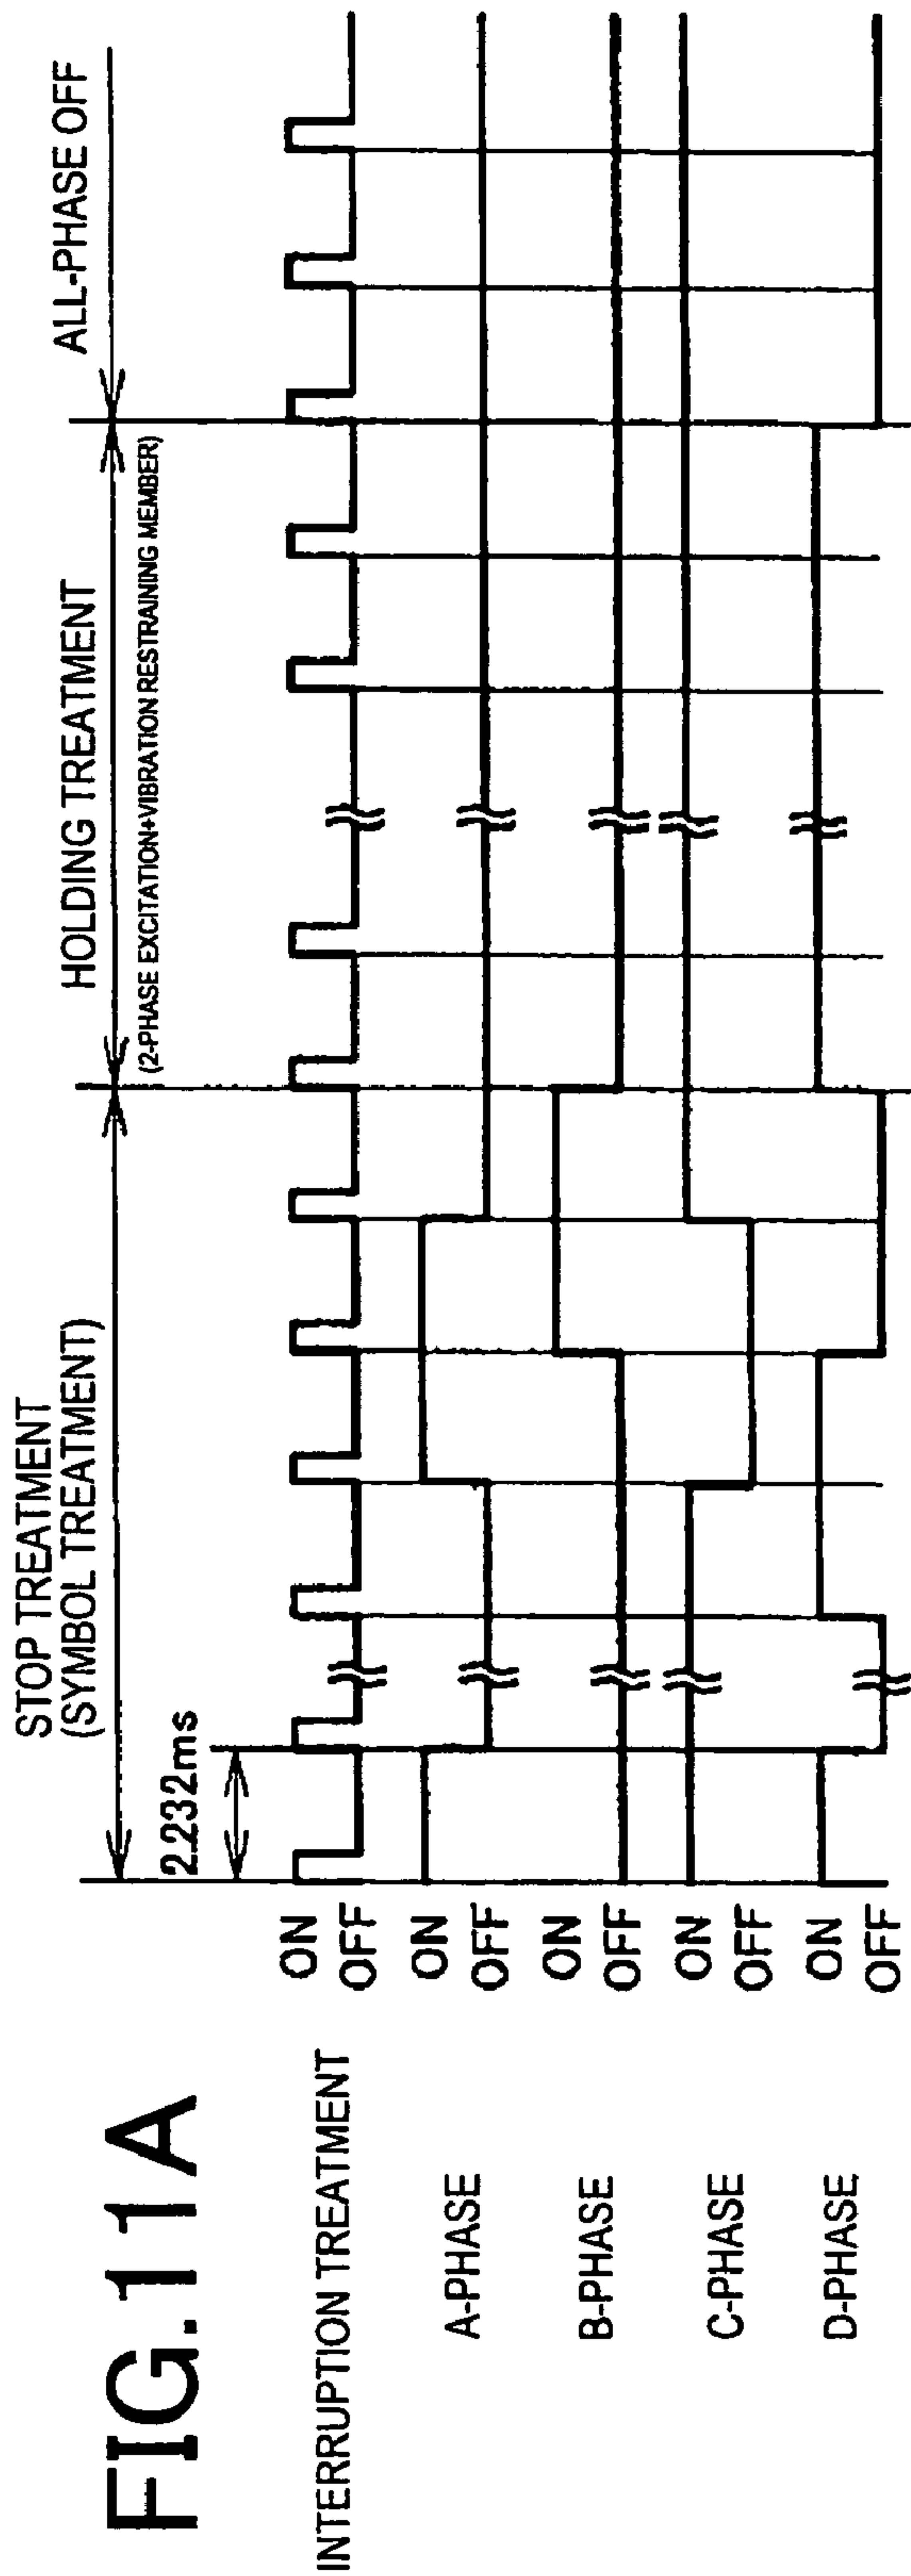 FIG.11A
STOP TREATMENT
(SYMBOL TREATMENT)
HOLDING TREATMENT
(2-PHASE EXCITATION+VIBRATION RESTRAINING MEMBER)
ALL-PHASE OFF
2.232ms
INTERRUPTION TREATMENT
ON
OFF
A-PHASE
ON
OFF
B-PHASE
ON
OFF
C-PHASE
ON
OFF
D-PHASE
ON
OFF